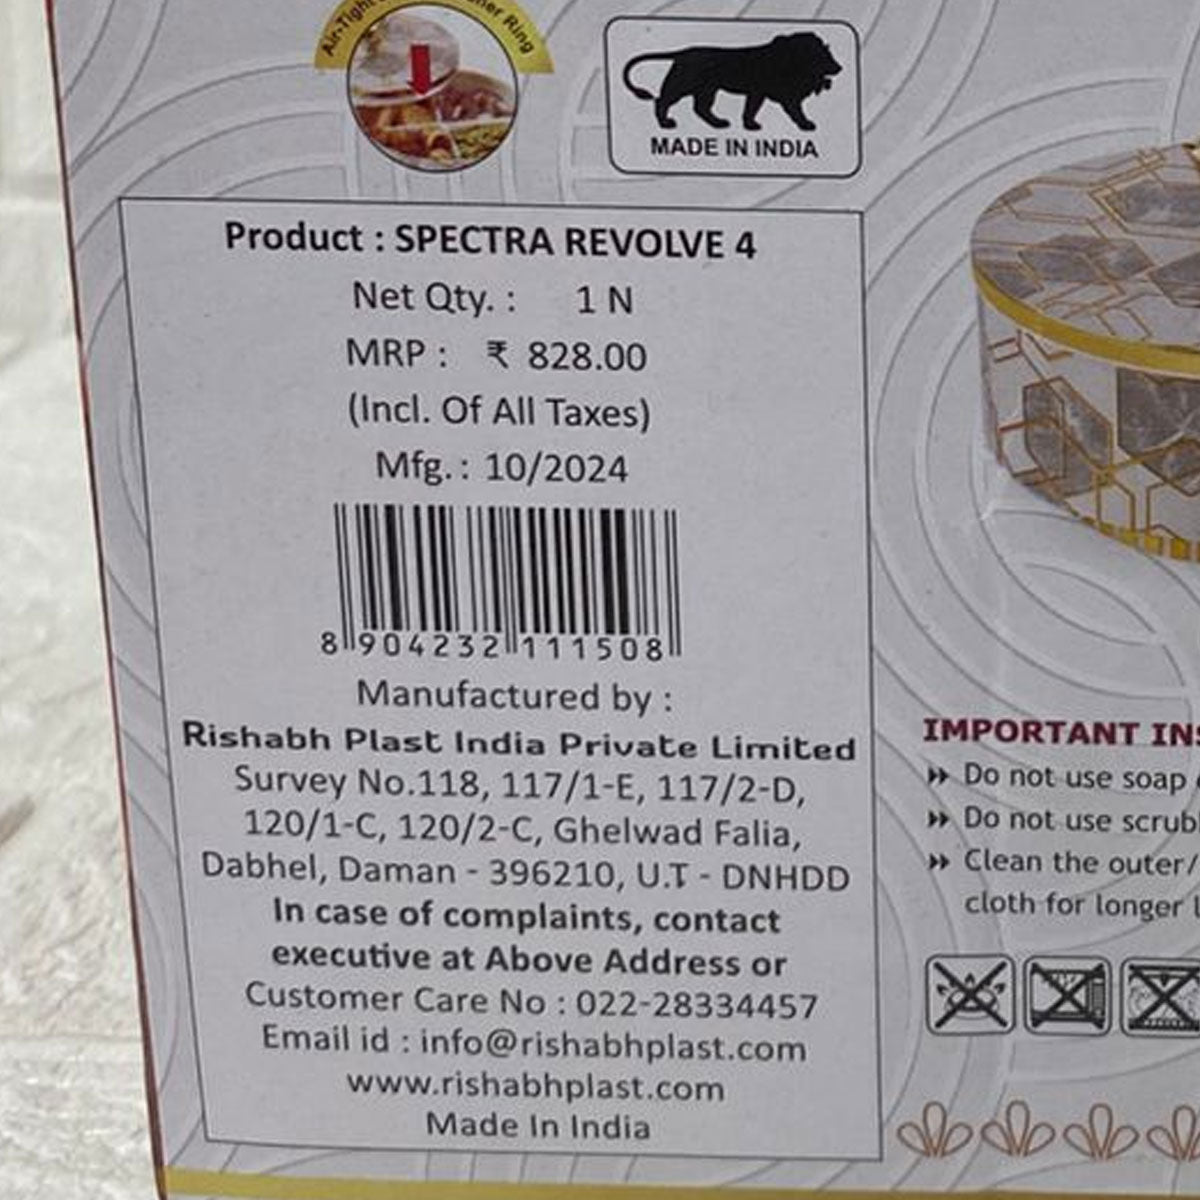 Air-Tight Ring
MADE IN INDIA
Product : SPECTRA REVOLVE 4
Net Qty. : 1 N
MRP : ₹ 828.00
(Incl. Of All Taxes)
Mfg. : 10/2024
8 904232 111508
Manufactured by :
Rishabh Plast India Private Limited
Survey No.118, 117/1-E, 117/2-D,
120/1-C, 120/2-C, Ghelwad Falia,
Dabhel, Daman - 396210, U.T - DNHDD
In case of complaints, contact
executive at Above Address or
Customer Care No : 022-28334457
Email id : info@rishabhplast.com
www.rishabhplast.com
Made In India
IMPORTANT
Do not use soap
Do not use
Clean the outer/
cloth for longer